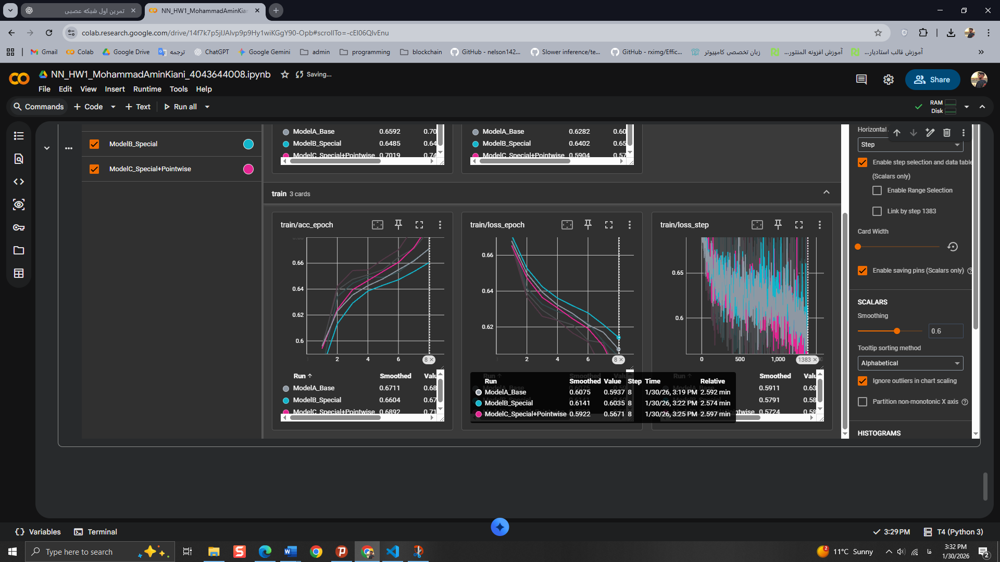 تمرین اول شبکه عصبی
NN_HW1_MohammadAminKia
Gmail
Colab
Google Drive
ترجمه
ChatGPT
Google Gemini
admin
programming
blockchain
GitHub - nelson142...
Slower inference/te...
GitHub - rximg/Effic...
زبان تخصصی کامپیوتر
آموزش افزونه المنتور...
آموزش قالب استادیار...
NN_HW1_MohammadAminKiani_4043644008.ipynb
Saving...
Share
File Edit View Insert Runtime Tools Help
Commands + Code + Text Run all
RAM
Disk
ModelB_Special
ModelC_Special+Pointwise
ModelA_Base 0.6592 0.70
ModelB_Special 0.6485 0.64
ModelC_Special+Pointwise 0.7019 0.74
ModelA_Base 0.6282 0.60
ModelB_Special 0.6402 0.65
ModelC_Special+Pointwise 0.5904 0.57
train 3 cards
train/acc_epoch
0.66
0.64
0.62
0.6
2 4 6 8
Run ↑ Smoothed Valu
ModelA_Base 0.6711 0.68
ModelB_Special 0.6604 0.67
ModelC_Special+Pointwise 0.6892 0.71
train/loss_epoch
0.66
0.64
0.62
2 4 6 8
Run Smoothed Value Step Time Relative
ModelA_Base 0.6075 0.5937 8 1/30/26, 3:19 PM 2.592 min
ModelB_Special 0.6141 0.6035 8 1/30/26, 3:22 PM 2.574 min
ModelC_Special+Pointwise 0.5922 0.5671 8 1/30/26, 3:25 PM 2.597 min
train/loss_step
0.65
0.6
0 500 1,000 1383
Smoothed Valu
0.5911 0.63
0.5791 0.58
0.5724 0.58
Horizontal
Step
Enable step selection and data table
(Scalars only)
Enable Range Selection
Link by step 1383
Card Width
Enable saving pins (Scalars only)
SCALARS
Smoothing
0.6
Tooltip sorting method
Alphabetical
Ignore outliers in chart scaling
Partition non-monotonic X axis
HISTOGRAMS
Variables Terminal
3:29 PM T4 (Python 3)
Type here to search
11°C Sunny
فا
3:32 PM
1/30/2026
2